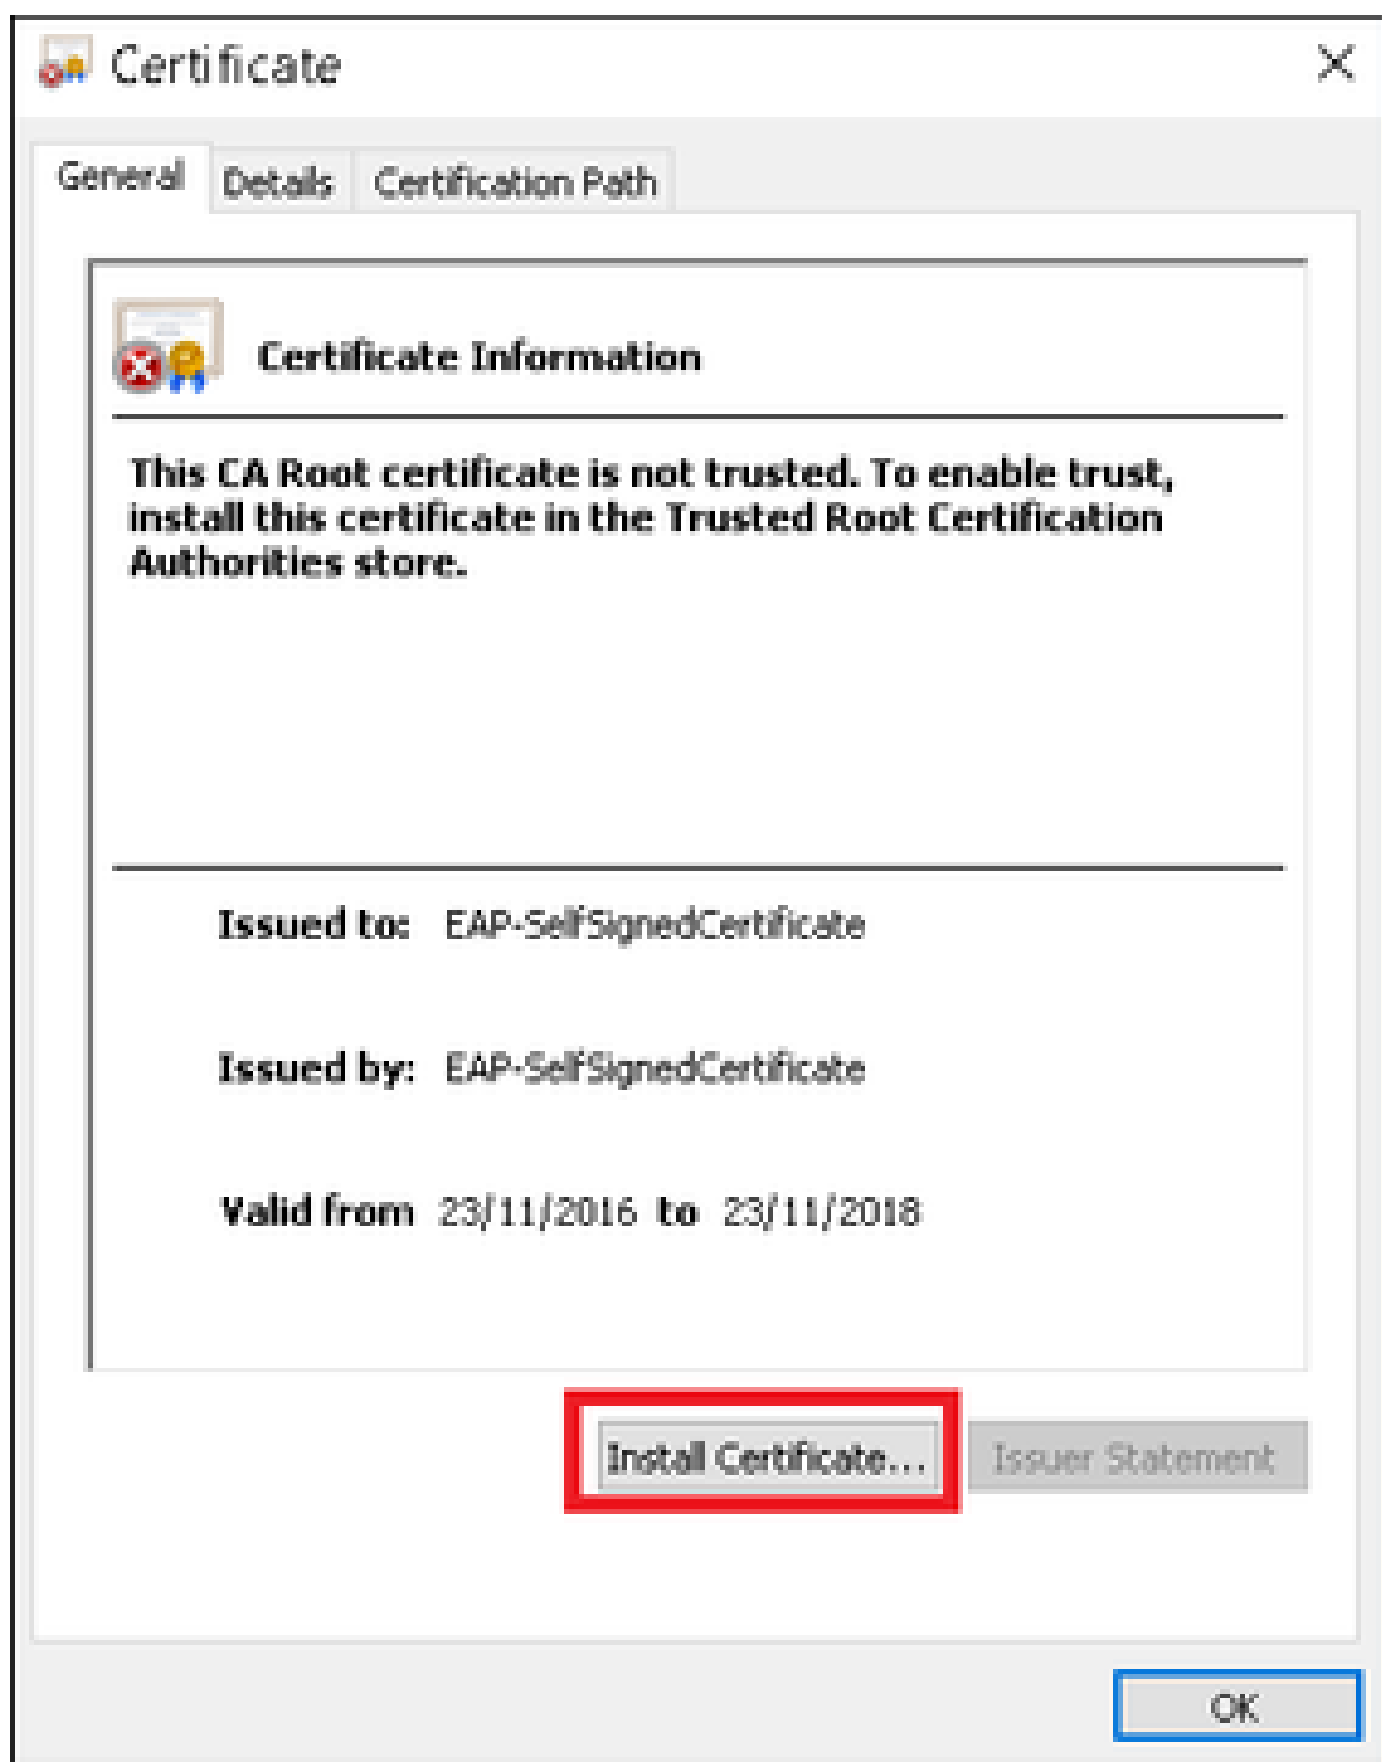 Certificate
General Details Certification Path
Certificate Information
This CA Root certificate is not trusted. To enable trust,
install this certificate in the Trusted Root Certification
Authorities store.
Issued to: EAP-SelfSignedCertificate
Issued by: EAP-SelfSignedCertificate
Valid from 23/11/2016 to 23/11/2018
Install Certificate... Issuer Statement
OK